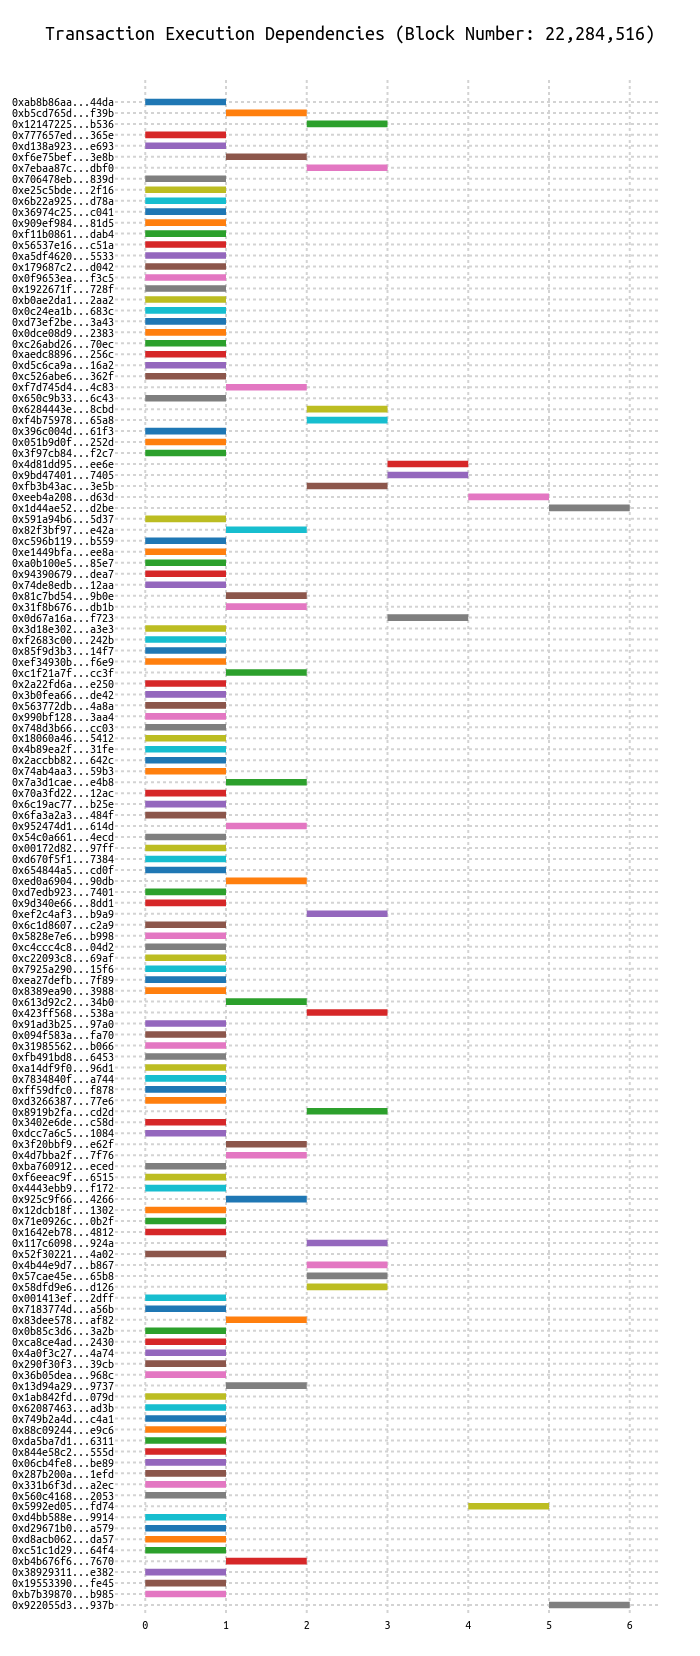 Transaction Execution Dependencies (Block Number: 22,284,516)
0xab8b86aa...44da
0xb5cd765d...f39b
0x12147225...b536
0x777657ed...365e
0xd138a923...e693
0xf6e75bef...3e8b
0x7ebaa87c...dbf0
0x706478eb...839d
0xe25c5bde...2f16
0x6b22a925...d78a
0x36974c25...c041
0x909ef984...81d5
0xf11b0861...dab4
0x56537e16...c51a
0xa5df4620...5533
0x179687c2...d042
0x0f9653ea...f3c5
0x1922671f...728f
0xb0ae2da1...2aa2
0x0c24ea1b...683c
0xd73ef2be...3a43
0x0dce08d9...2383
0xc26abd26...70ec
0xaedc8896...256c
0xd5c6ca9a...16a2
0xc526abe6...362f
0xf7d745d4...4c83
0x650c9b33...6c43
0x6284443e...8cbd
0xf4b75978...65a8
0x396c004d...61f3
0x051b9d0f...252d
0x3f97cb84...f2c7
0x4d81dd95...ee6e
0x9bd47401...7405
0xfb3b43ac...3e5b
0xeeb4a208...d63d
0x1d44ae52...d2be
0x591a94b6...5d37
0x82f3bf97...e42a
0xc596b119...b559
0xe1449bfa...ee8a
0xa0b100e5...85e7
0x94390679...dea7
0x74de8edb...12aa
0x81c7bd54...9b0e
0x31f8b676...db1b
0x0d67a16a...f723
0x3d18e302...a3e3
0xf2683c00...242b
0x85f9d3b3...14f7
0xef34930b...f6e9
0xc1f21a7f...cc3f
0x2a22fd6a...e250
0x3b0fea66...de42
0x563772db...4a8a
0x990bf128...3aa4
0x748d3b66...cc03
0x18060a46...5412
0x4b89ea2f...31fe
0x2accbb82...642c
0x74ab4aa3...59b3
0x7a3d1cae...e4b8
0x70a3fd22...12ac
0x6c19ac77...b25e
0x6fa3a2a3...484f
0x952474d1...614d
0x54c0a661...4ecd
0x00172d82...97ff
0xd670f5f1...7384
0x654844a5...cd0f
0xed0a6904...90db
0xd7edb923...7401
0x9d340e66...8dd1
0xef2c4af3...b9a9
0x6c1d8607...c2a9
0x5828e7e6...b998
0xc4ccc4c8...04d2
0xc22093c8...69af
0x7925a290...15f6
0xea27defb...7f89
0x8389ea90...3988
0x613d92c2...34b0
0x423ff568...538a
0x91ad3b25...97a0
0x094f583a...fa70
0x31985562...b066
0xfb491bd8...6453
0xa14df9f0...96d1
0x7834840f...a744
0xff59dfc0...f878
0xd3266387...77e6
0x8919b2fa...cd2d
0x3402e6de...c58d
0xdcc7a6c5...1084
0x3f20bbf9...e62f
0x4d7bba2f...7f76
0xba760912...eced
0xf6eeac9f...6515
0x4443ebb9...f172
0x925c9f66...4266
0x12dcb18f...1302
0x71e0926c...0b2f
0x1642eb78...4812
0x117c6098...924a
0x52f30221...4a02
0x4b44e9d7...b867
0x57cae45e...65b8
0x58dfd9e6...d126
0x001413ef...2dff
0x7183774d...a56b
0x83dee578...af82
0x0b85c3d6...3a2b
0xca8ce4ad...2430
0x4a0f3c27...4a74
0x290f30f3...39cb
0x36b05dea...968c
0x13d94a29...9737
0x1ab842fd...079d
0x62087463...ad3b
0x749b2a4d...c4a1
0x88c09244...e9c6
0xda5ba7d1...6311
0x844e58c2...555d
0x06cb4fe8...be89
0x287b200a...1efd
0x331b6f3d...a2ec
0x560c4168...2053
0x5992ed05...fd74
0xd4bb588e...9914
0xd29671b0...a579
0xd8acb062...da57
0xc51c1d29...64f4
0xb4b676f6...7670
0x38929311...e382
0x19553390...fe45
0xb7b39870...b985
0x922055d3...937b
0 1 2 3 4 5 6